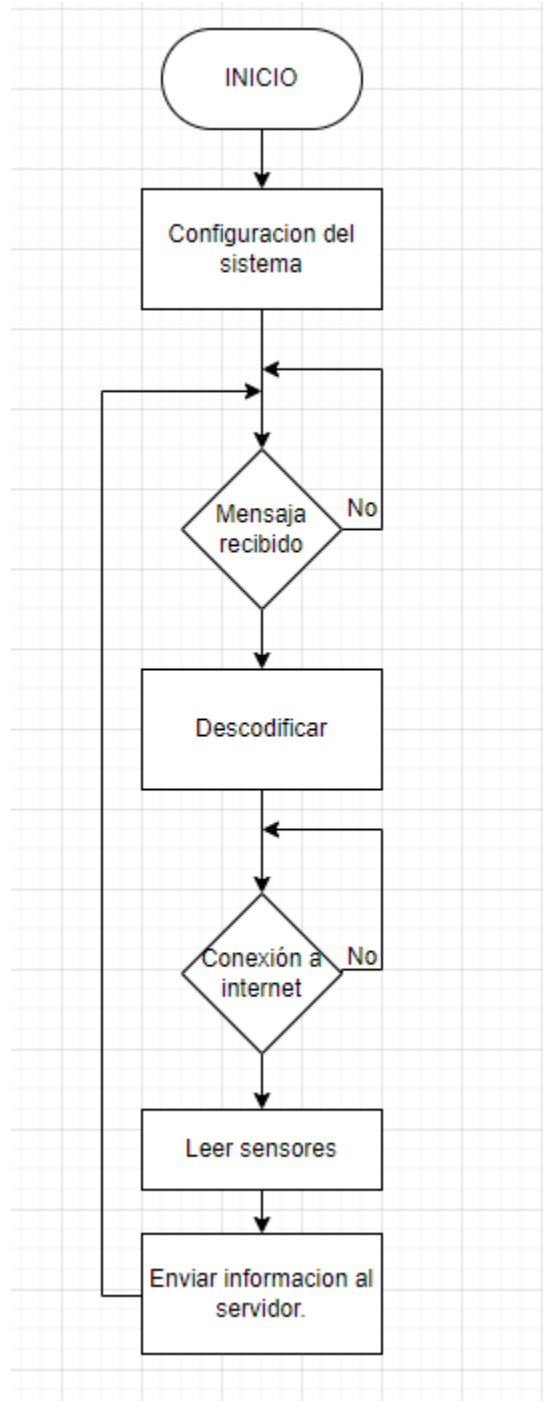 INICIO
Configuracion del
sistema
Mensaja
recibido
No
Descodificar
Conexión a
internet
No
Leer sensores
Enviar informacion al
servidor.